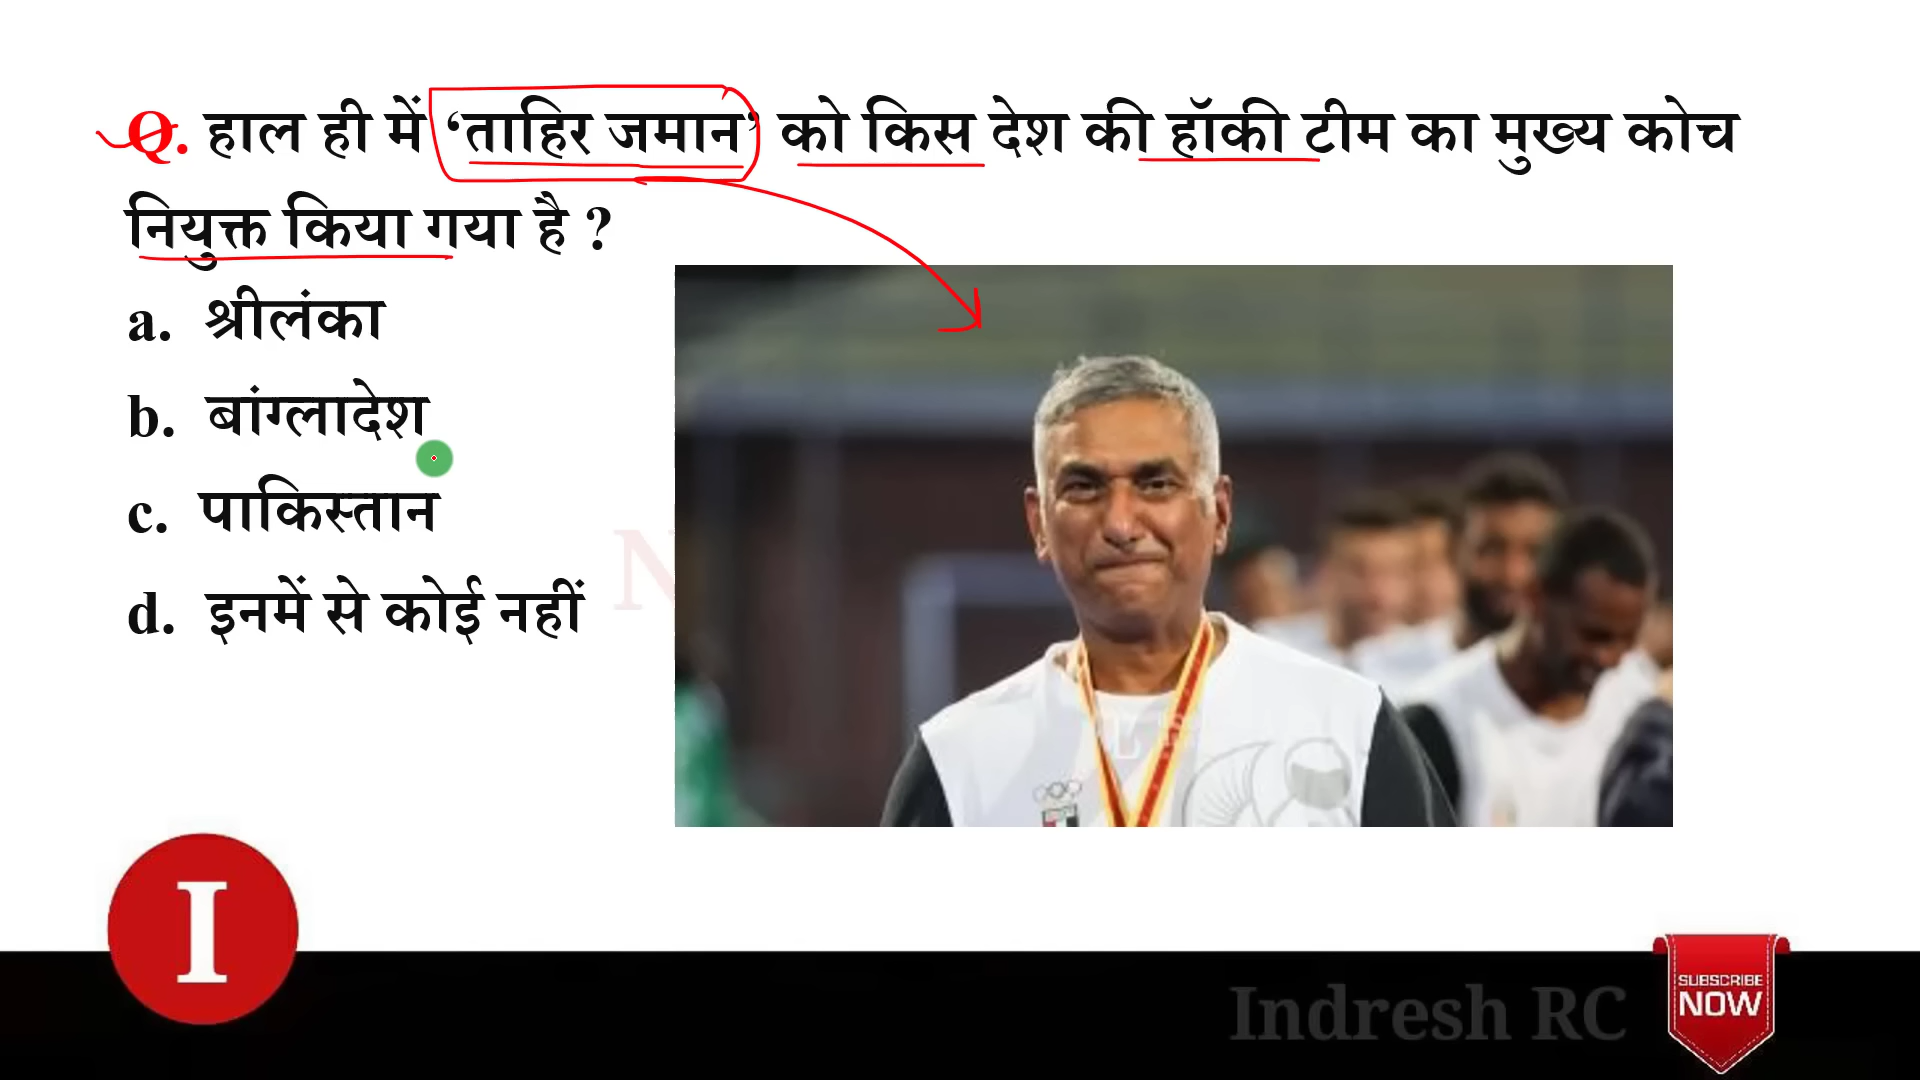 Q. हाल ही में ‘ताहिर जमान’ को किस देश की हॉकी टीम का मुख्य कोच
नियुक्त किया गया है ?
a. श्रीलंका
b. बांग्लादेश
c. पाकिस्तान
d. इनमें से कोई नहीं
N
I
Indresh RC
SUBSCRIBE
NOW